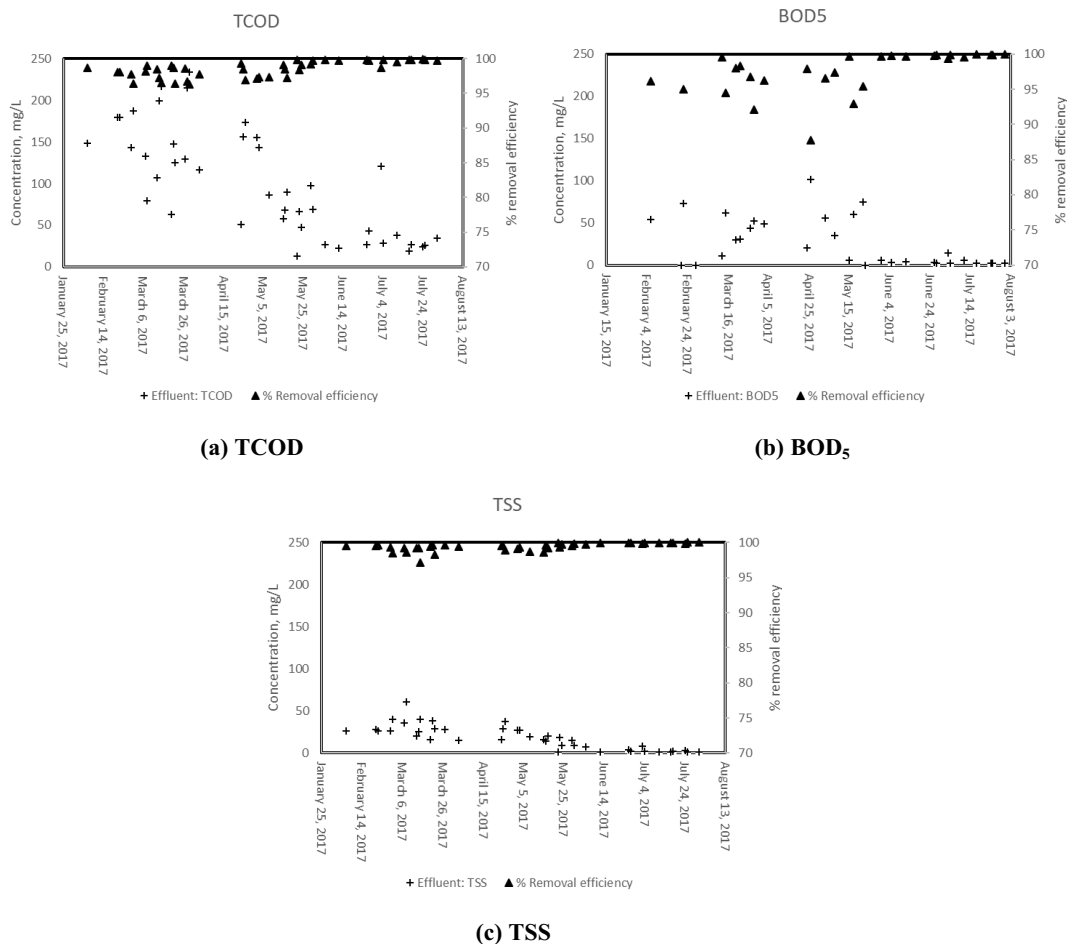 TCOD
250
200
150
100
50
0
Concentration, mg/L
100
95
90
85
80
75
70
% removal efficiency
January 25, 2017
February 14, 2017
March 6, 2017
March 26, 2017
April 15, 2017
May 5, 2017
May 25, 2017
June 14, 2017
July 4, 2017
July 24, 2017
August 13, 2017
Effluent: TCOD % Removal efficiency
(a) TCOD
BOD5
250
200
150
100
50
0
Concentration, mg/L
100
95
90
85
80
75
70
% removal efficiency
January 15, 2017
February 4, 2017
February 24, 2017
March 16, 2017
April 5, 2017
April 25, 2017
May 15, 2017
June 4, 2017
June 24, 2017
July 14, 2017
August 3, 2017
Effluent: BOD5 % Removal efficiency
(b) BOD₅
TSS
250
200
150
100
50
0
Concentration, mg/L
100
95
90
85
80
75
70
% removal efficiency
January 25, 2017
February 14, 2017
March 6, 2017
March 26, 2017
April 15, 2017
May 5, 2017
May 25, 2017
June 14, 2017
July 4, 2017
July 24, 2017
August 13, 2017
Effluent: TSS % Removal efficiency
(c) TSS